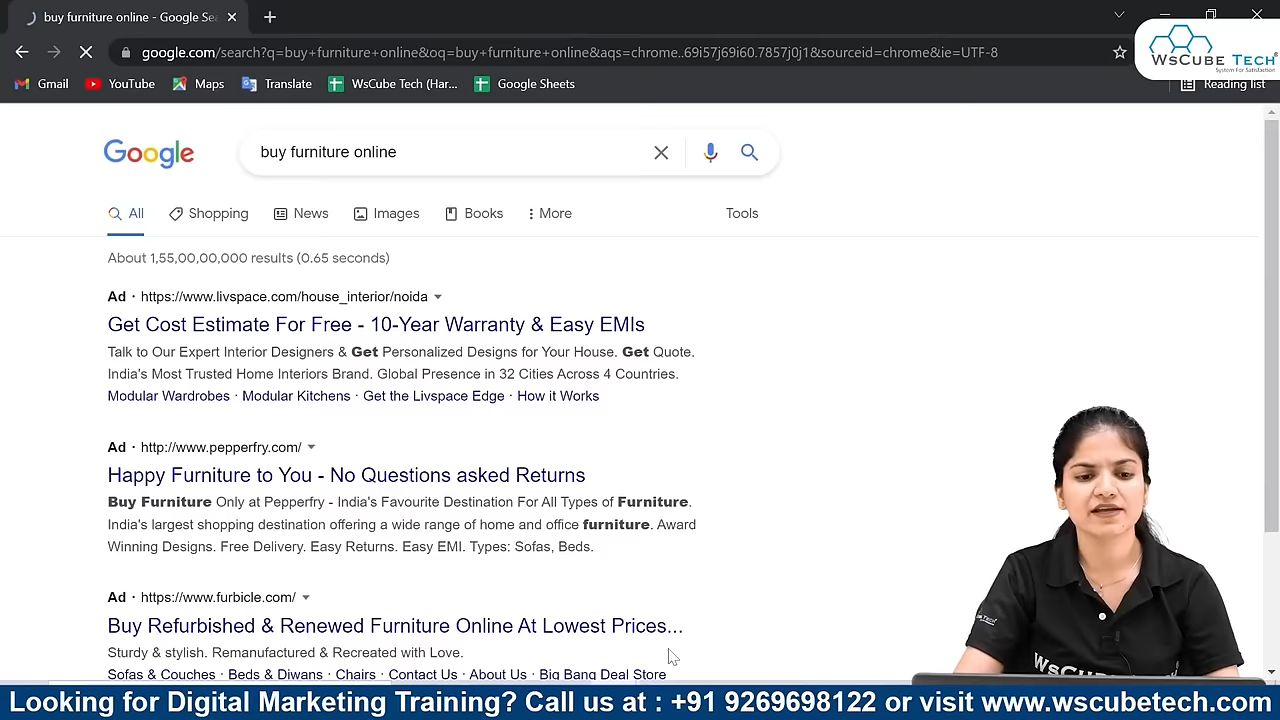 buy furniture online - Google Sea
google.com/search?q=buy+furniture+online&oq=buy+furniture+online&aqs=chrome..69i57j69i60.7857j0j1&sourceid=chrome&ie=UTF-8
WsCube Tech
System For Satisfaction
Gmail YouTube Maps Translate WsCube Tech (Har... Grow list Reading list
Google buy furniture online
All Shopping News Images Books More Tools
About 1,55,00,00,000 results (0.65 seconds)
Ad · https://www.livspace.com/house_interior/noida
Get Cost Estimate For Free - 10-Year Warranty & Easy EMIs
Talk to Our Expert Interior Designers & Get Personalized Designs for Your House. Get Quote.
India's Most Trusted Home Interiors Brand. Global Presence in 32 Cities Across 4 Countries.
Modular Wardrobes · Modular Kitchens · Get the Livspace Edge · How it Works
Ad · http://www.pepperfry.com/
Happy Furniture to You - No Questions asked Returns
Buy Furniture Only at Pepperfry - India's Favourite Destination For All Types of Furniture.
India's largest shopping destination offering a wide range of home and office furniture. Award
Winning Designs. Free Delivery. Easy Returns. Easy EMI. Types: Sofas, Beds.
Ad · https://www.furbicle.com/
Buy Refurbished & Renewed Furniture Online At Lowest Prices...
Sturdy & stylish. Remanufactured & Recreated with Love.
Sofas & Couches · Beds & Diwans · Chairs · Contact Us · About Us · Big Bang Deal Store
Looking for Digital Marketing Training? Call us at : +91 9269698122 or visit www.wscubetech.com